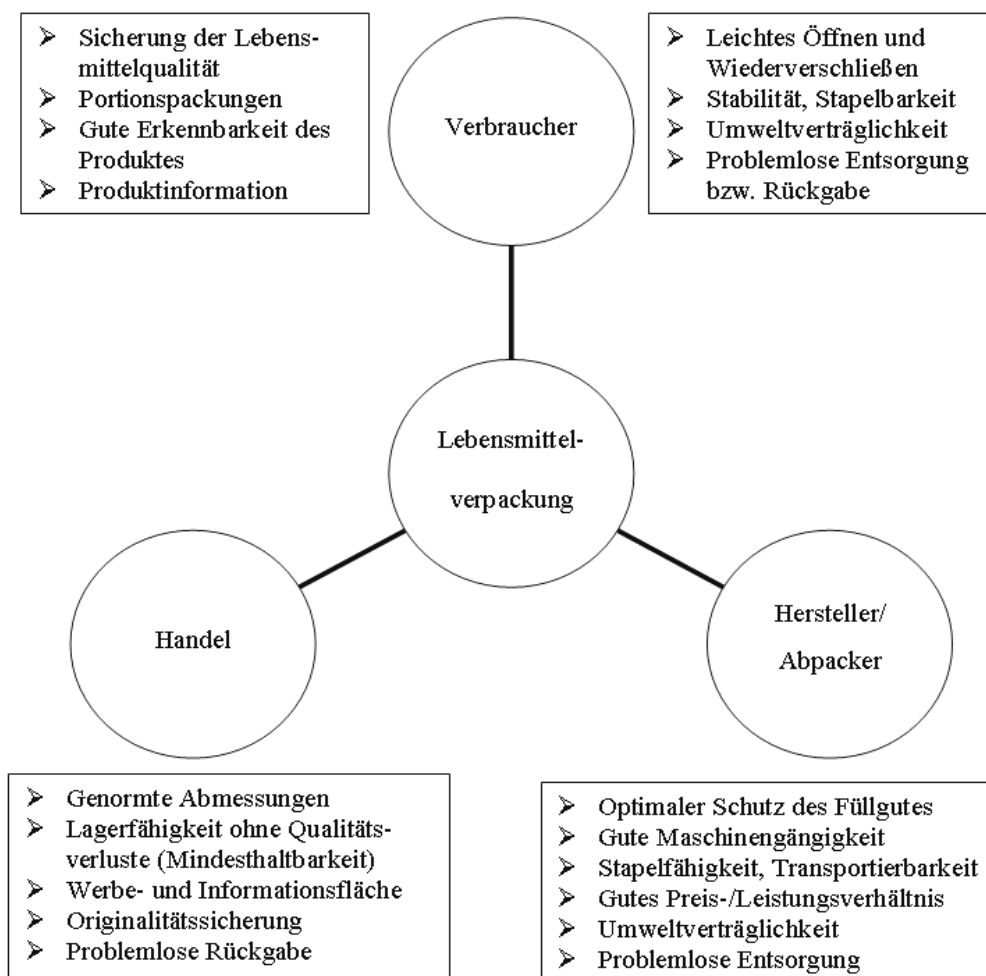 ➢ Sicherung der Lebens-
mittelqualität
➢ Portionspackungen
➢ Gute Erkennbarkeit des
Produktes
➢ Produktinformation
Verbraucher
➢ Leichtes Öffnen und
Wiederverschließen
➢ Stabilität, Stapelbarkeit
➢ Umweltverträglichkeit
➢ Problemlose Entsorgung
bzw. Rückgabe
Lebensmittel-
verpackung
Handel
Hersteller/
Abpacker
➢ Genormte Abmessungen
➢ Lagerfähigkeit ohne Qualitäts-
verluste (Mindesthaltbarkeit)
➢ Werbe- und Informationsfläche
➢ Originalitätssicherung
➢ Problemlose Rückgabe
➢ Optimaler Schutz des Füllgutes
➢ Gute Maschinengängigkeit
➢ Stapelfähigkeit, Transportierbarkeit
➢ Gutes Preis-/Leistungsverhältnis
➢ Umweltverträglichkeit
➢ Problemlose Entsorgung